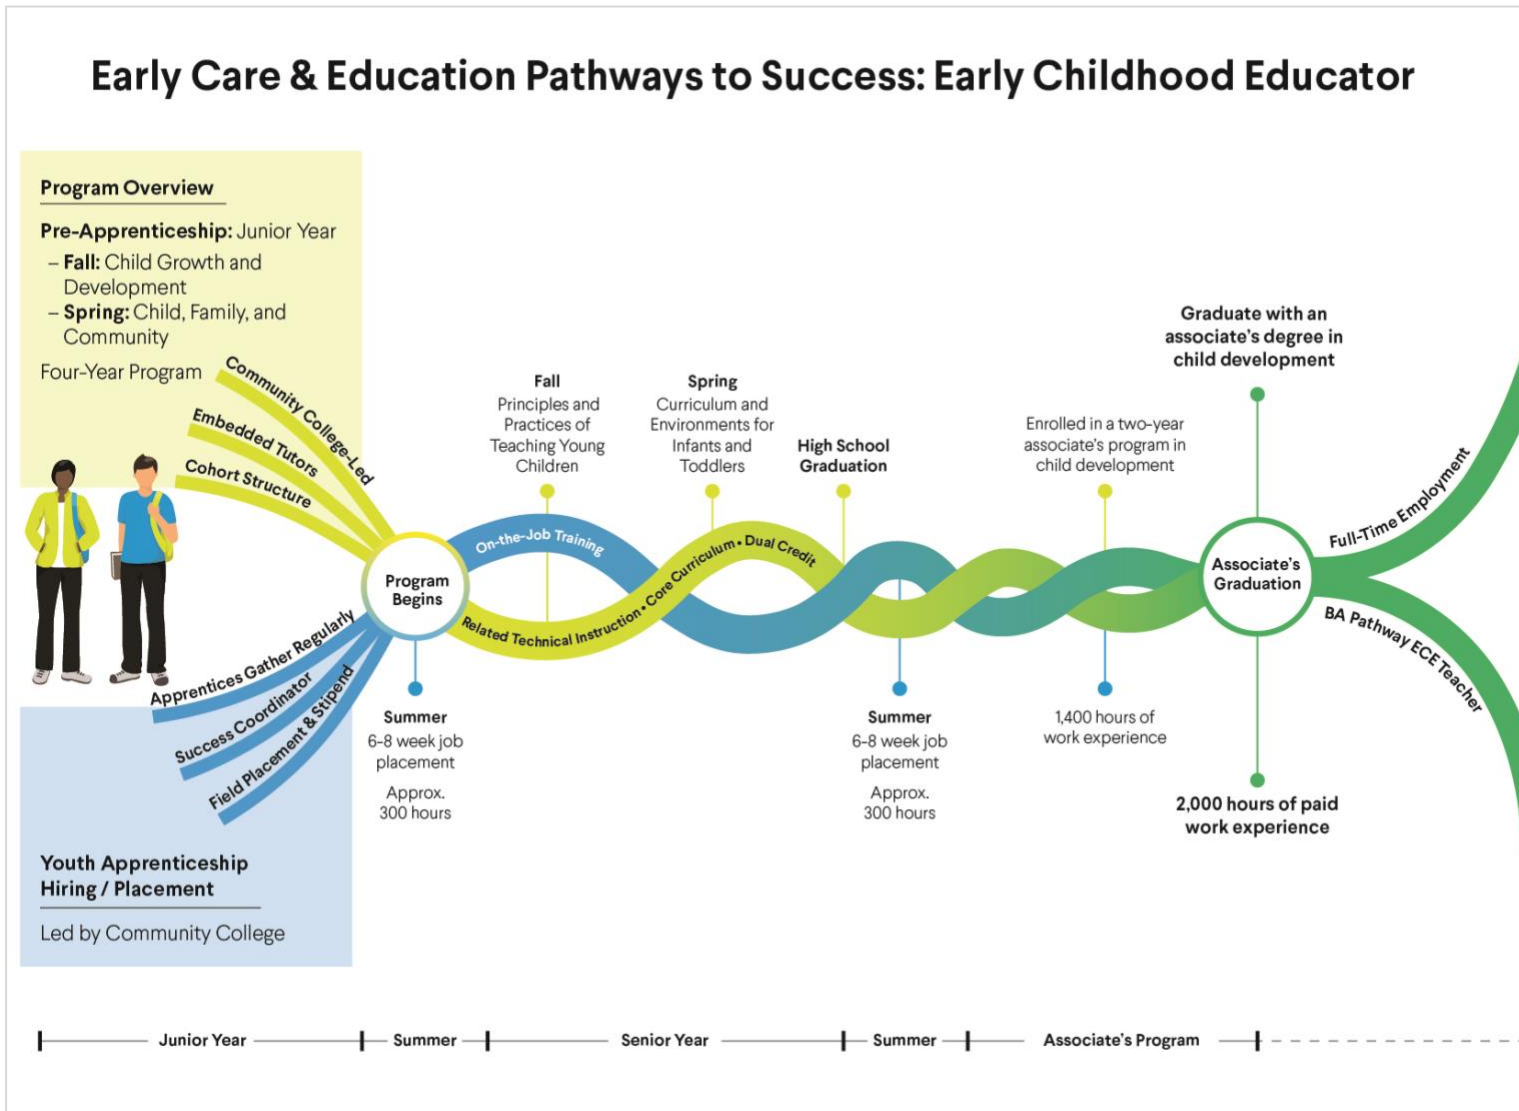 Early Care & Education Pathways to Success: Early Childhood Educator
Program Overview
Pre-Apprenticeship: Junior Year
– Fall: Child Growth and
Development
– Spring: Child, Family, and
Community
Four-Year Program
Community College-Led
Embedded Tutors
Cohort Structure
Apprentices Gather Regularly
Success Coordinator
Field Placement & Stipend
Youth Apprenticeship
Hiring / Placement
Led by Community College
Program
Begins
Summer
6-8 week job
placement
Approx.
300 hours
On-the-Job Training
Related Technical Instruction • Core Curriculum • Dual Credit
Fall
Principles and
Practices of
Teaching Young
Children
Spring
Curriculum and
Environments for
Infants and
Toddlers
High School
Graduation
Summer
6-8 week job
placement
Approx.
300 hours
Enrolled in a two-year
associate's program in
child development
1,400 hours of
work experience
Graduate with an
associate's degree in
child development
Associate's
Graduation
2,000 hours of paid
work experience
Full-Time Employment
BA Pathway ECE Teacher
Junior Year
Summer
Senior Year
Summer
Associate's Program